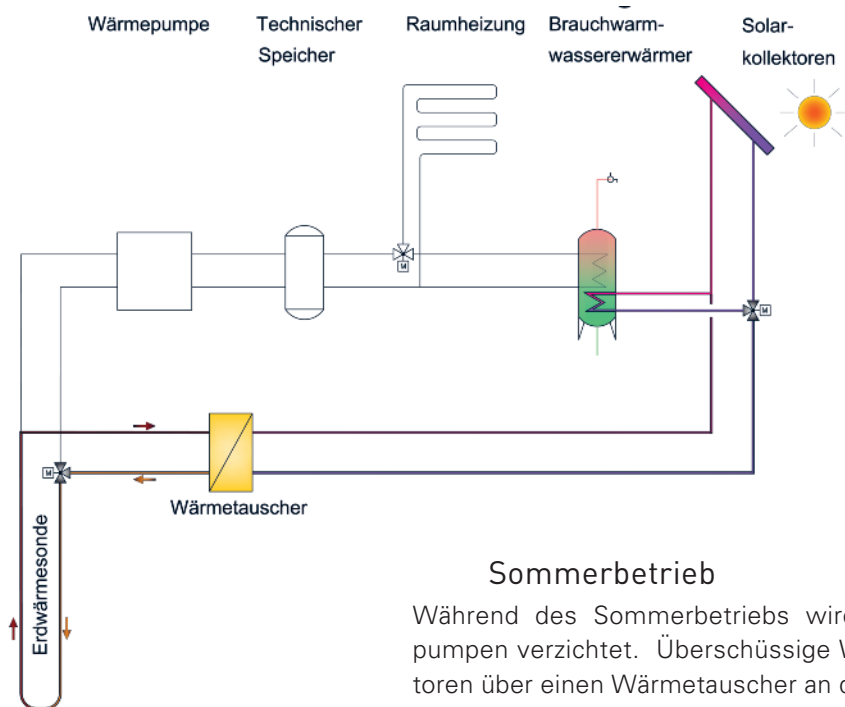 Wärmepumpe
Technischer
Speicher
Raumheizung
Brauchwarm-
wassererwärmer
Solar-
kollektoren
M
M
M
Wärmetauscher
Erdwärmesonde
Sommerbetrieb
Während des Sommerbetriebs
pumpen verzichtet. Überschüssige
toren über einen Wärmetauscher an